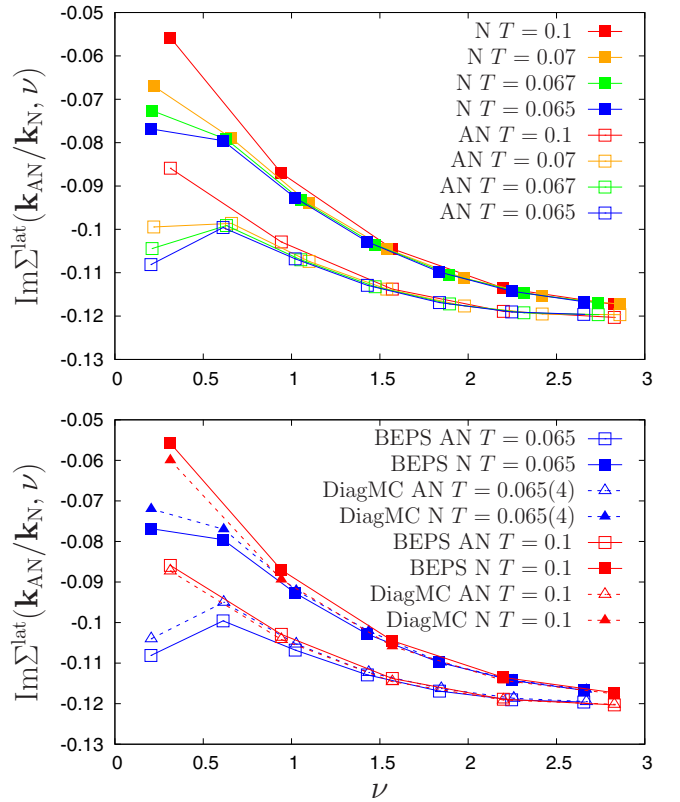 -0.05
-0.06
-0.07
-0.08
-0.09
-0.1
-0.11
-0.12
-0.13
ImΣ^lat(k_AN/k_N, ν)
N T = 0.1
N T = 0.07
N T = 0.067
N T = 0.065
AN T = 0.1
AN T = 0.07
AN T = 0.067
AN T = 0.065
0 0.5 1 1.5 2 2.5 3
-0.05
-0.06
-0.07
-0.08
-0.09
-0.1
-0.11
-0.12
-0.13
ImΣ^lat(k_AN/k_N, ν)
BEPS AN T = 0.065
BEPS N T = 0.065
DiagMC AN T = 0.065(4)
DiagMC N T = 0.065(4)
BEPS AN T = 0.1
BEPS N T = 0.1
DiagMC AN T = 0.1
DiagMC N T = 0.1
0 0.5 1 1.5 2 2.5 3
ν